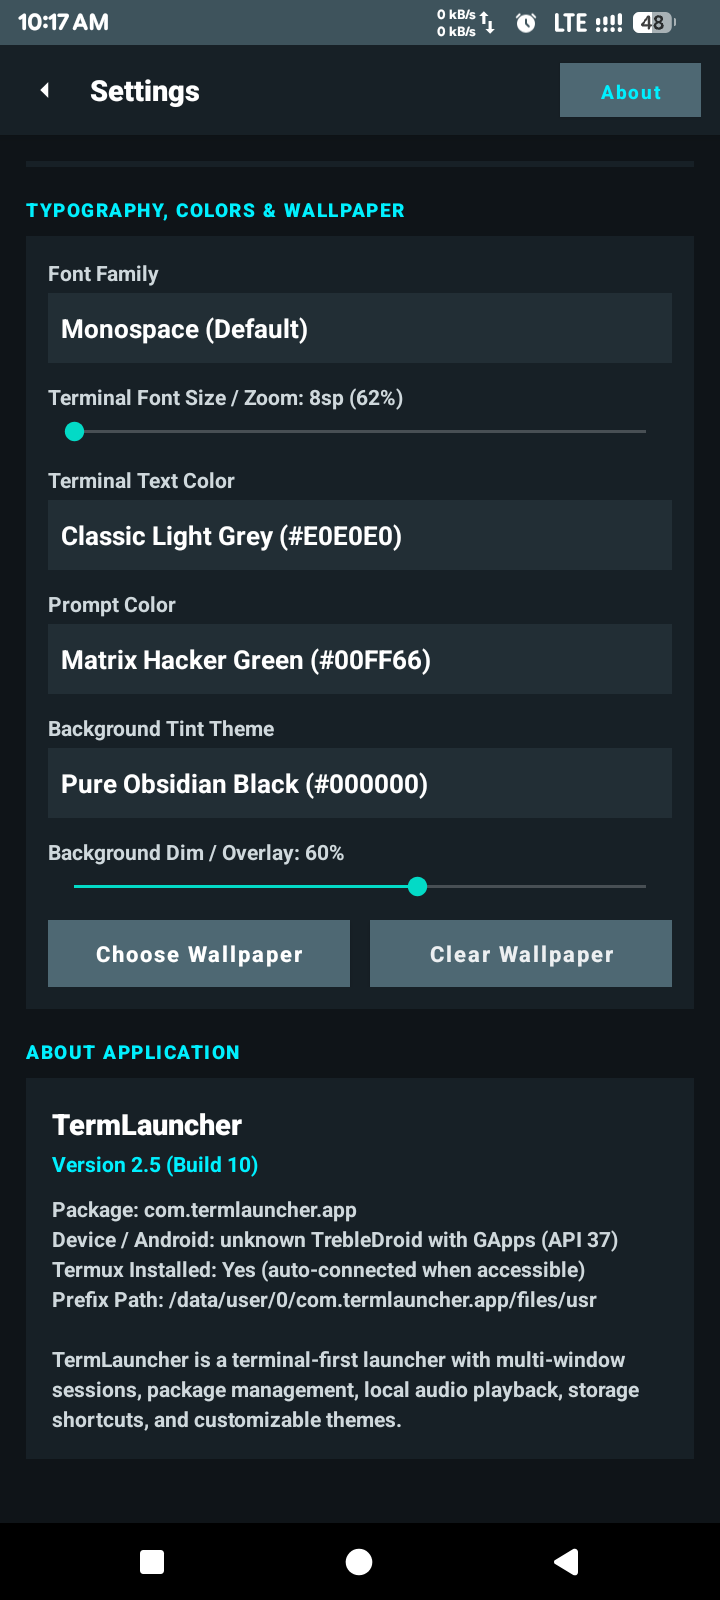 10:17 AM
0 kB/s
0 kB/s
LTE
48
Settings
About
TYPOGRAPHY, COLORS & WALLPAPER
Font Family
Monospace (Default)
Terminal Font Size / Zoom: 8sp (62%)
Terminal Text Color
Classic Light Grey (#E0E0E0)
Prompt Color
Matrix Hacker Green (#00FF66)
Background Tint Theme
Pure Obsidian Black (#000000)
Background Dim / Overlay: 60%
Choose Wallpaper
Clear Wallpaper
ABOUT APPLICATION
TermLauncher
Version 2.5 (Build 10)
Package: com.termlauncher.app
Device / Android: unknown TrebleDroid with GApps (API 37)
Termux Installed: Yes (auto-connected when accessible)
Prefix Path: /data/user/0/com.termlauncher.app/files/usr
TermLauncher is a terminal-first launcher with multi-window
sessions, package management, local audio playback, storage
shortcuts, and customizable themes.